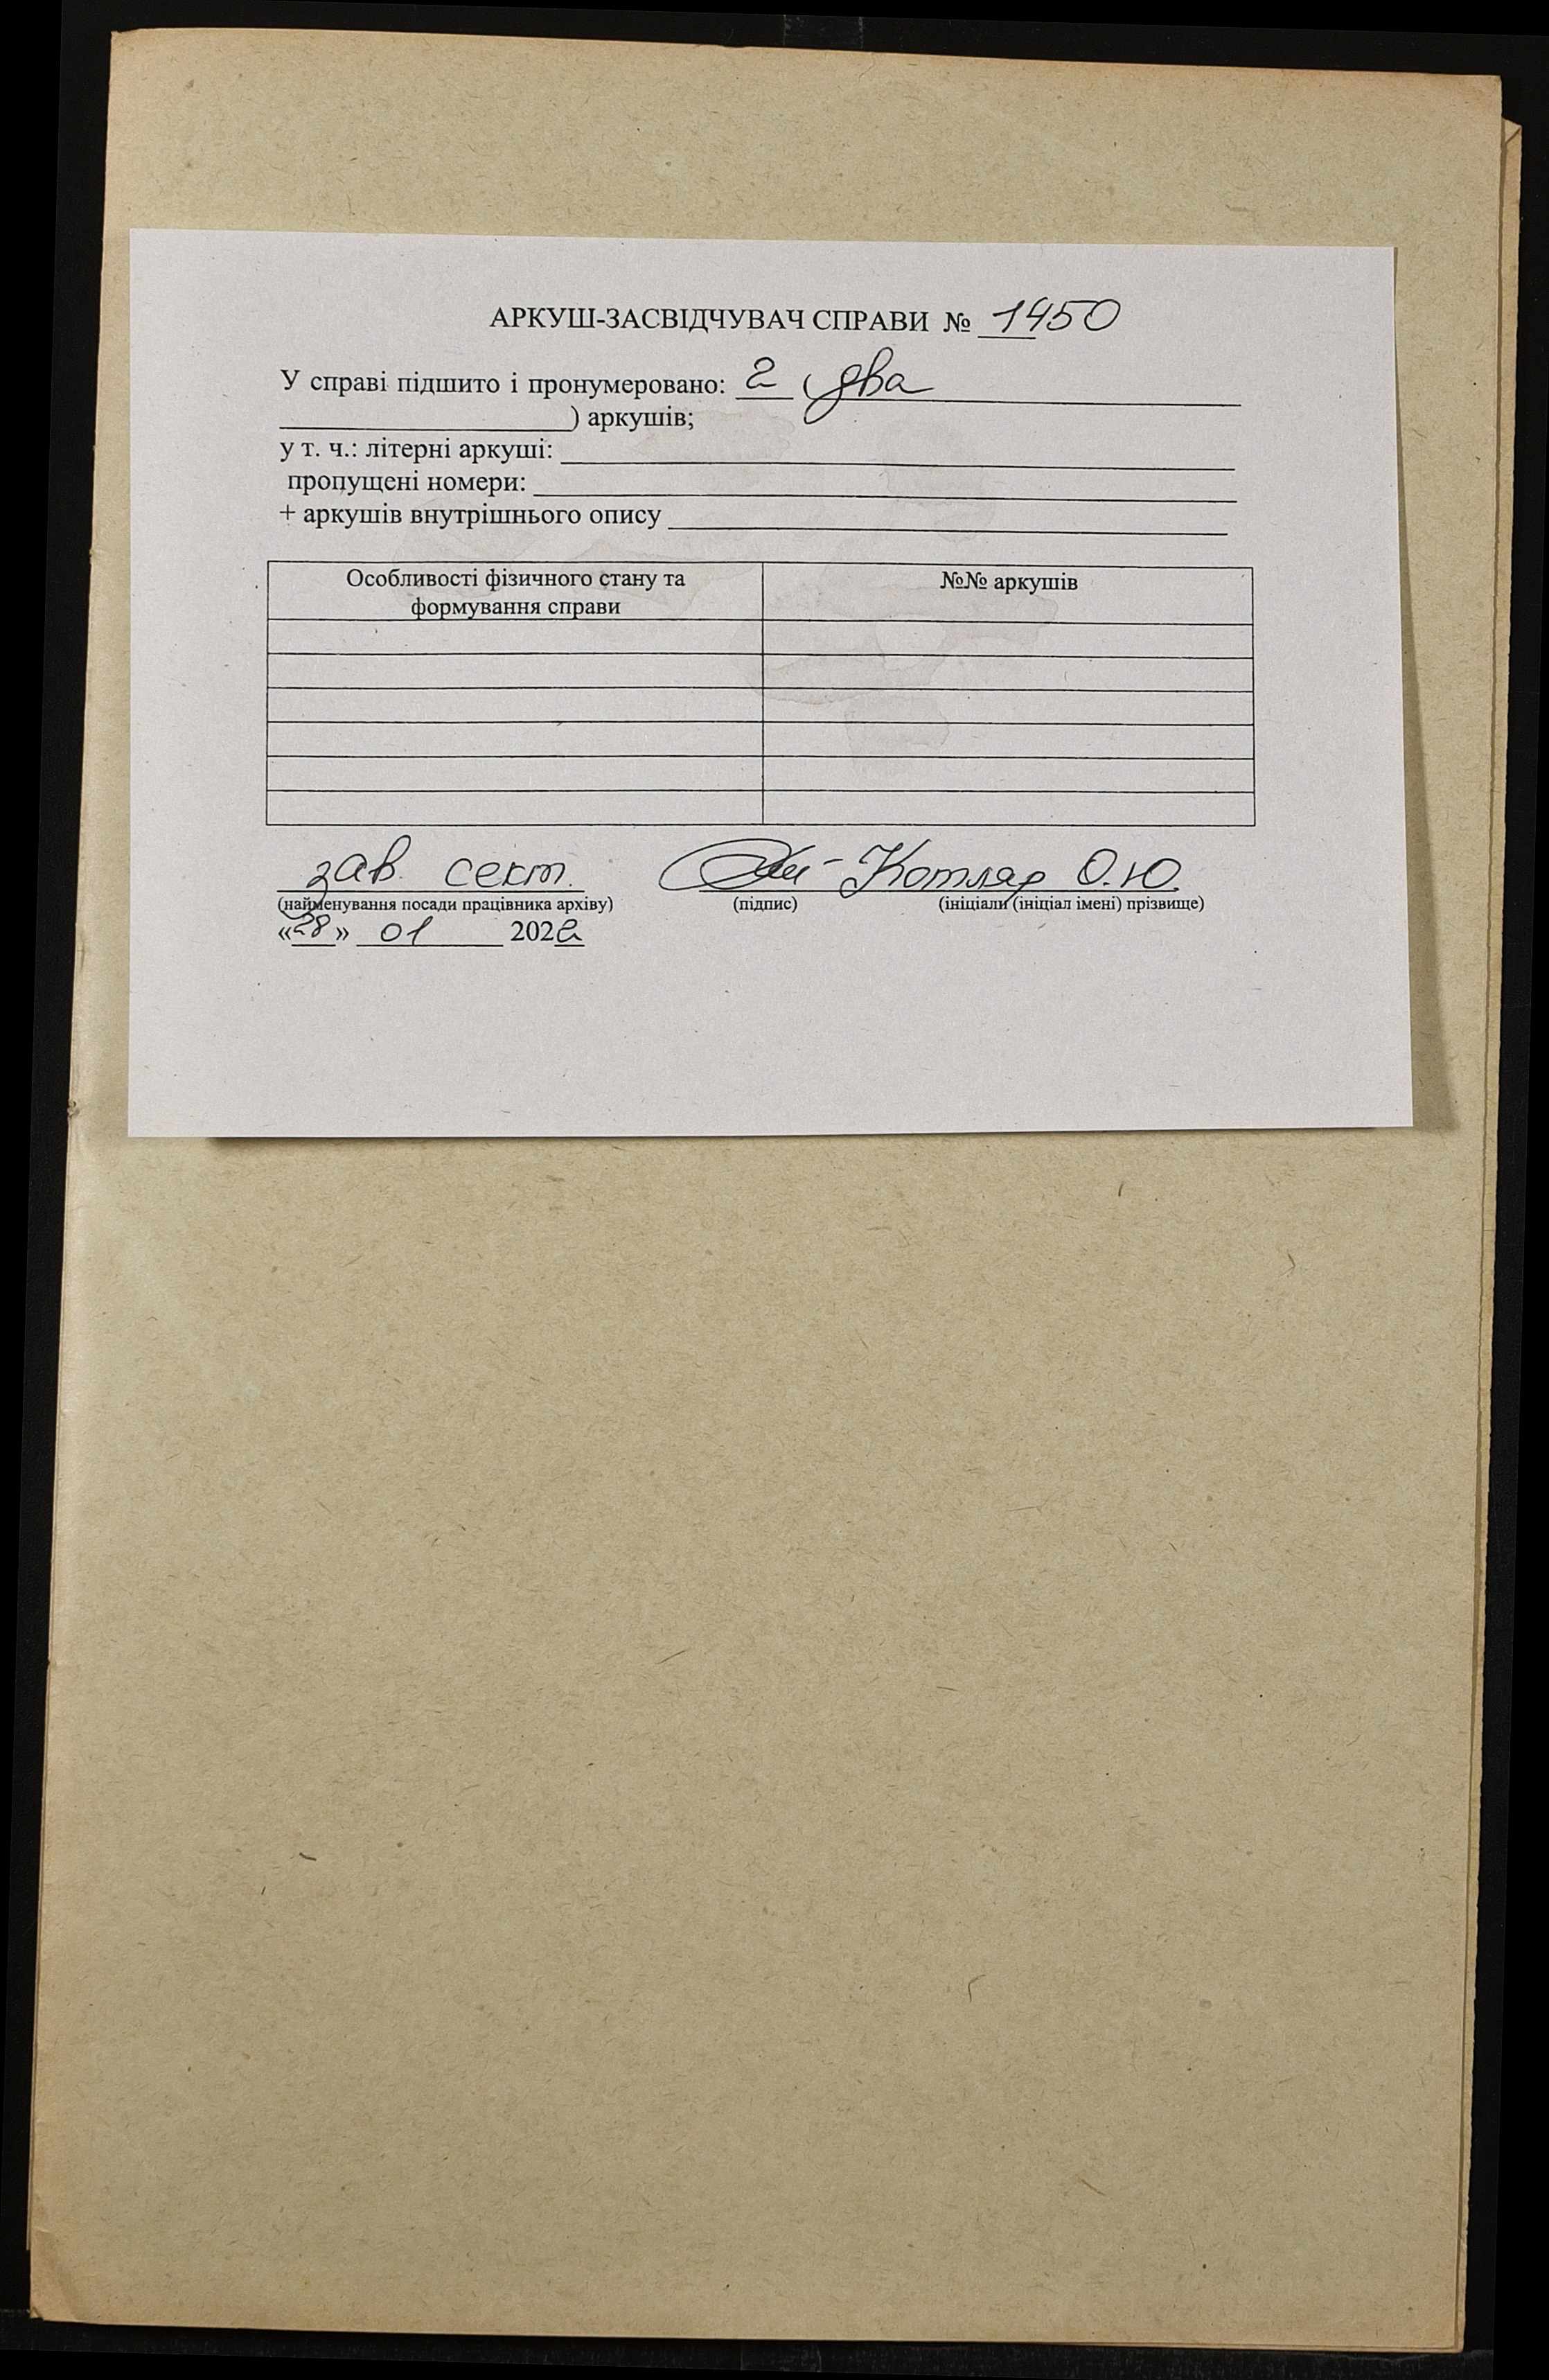 АРКУШ-ЗАСВІДЧУВАЧ СПРАВИ № 1450
У справі підшито і пронумеровано: 2 ( два
) аркушів;
у т. ч.: літерні аркуші:
пропущені номери:
+ аркушів внутрішнього опису
Особливості фізичного стану та №№ аркушів
формування справи
зав. сект. Котляр О.Ю.
(найменування посади працівника архіву) (підпис) (ініціали (ініціал імені) прізвище)
«28» 01 2022